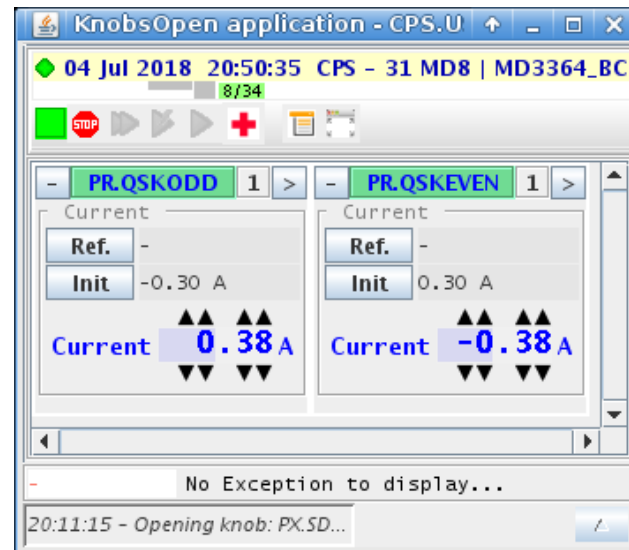 KnobsOpen application - CPS.U
04 Jul 2018 20:50:35 CPS - 31 MD8 | MD3364_BC
8/34
STOP
- PR.QSKODD 1 > - PR.QSKEVEN 1 >
Current Current
Ref. - Ref. -
Init -0.30 A Init 0.30 A
Current 0.38 A Current -0.38 A
- No Exception to display...
20:11:15 - Opening knob: PX.SD...